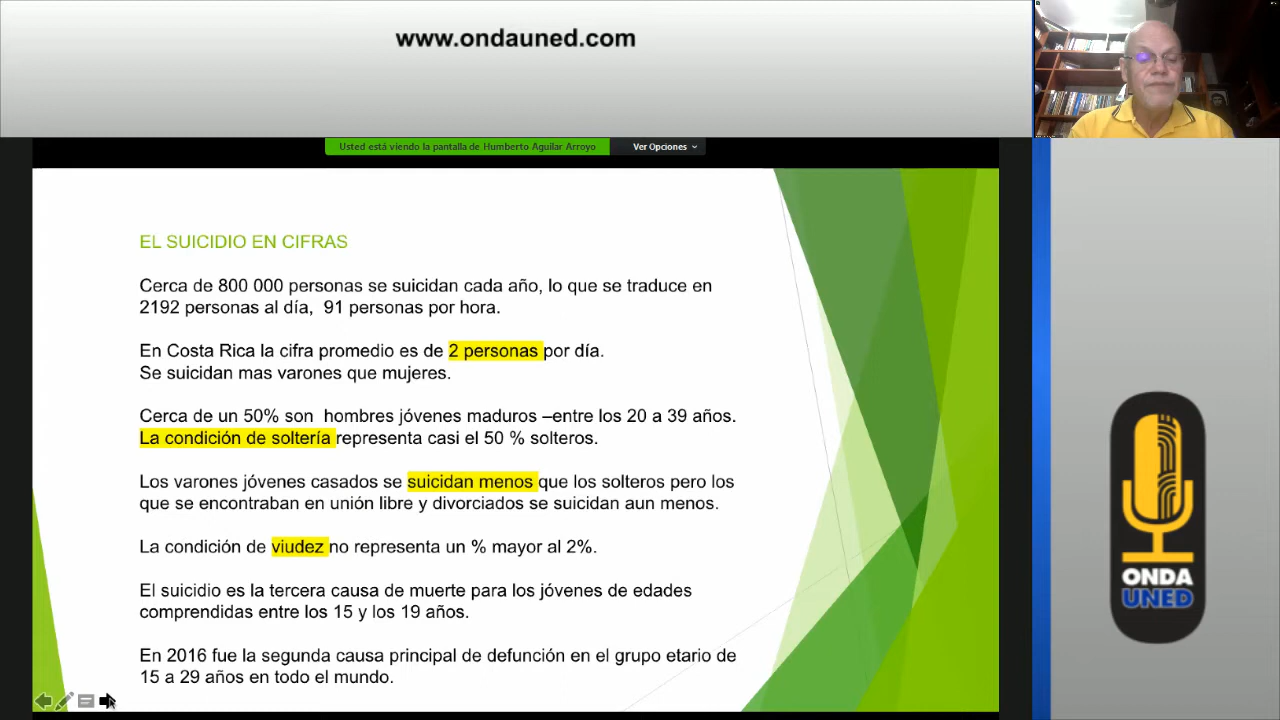 www.ondauned.com
Usted está viendo la pantalla de Humberto Aguilar Arroyo
Ver Opciones
EL SUICIDIO EN CIFRAS
Cerca de 800 000 personas se suicidan cada año, lo que se traduce en
2192 personas al día,  91 personas por hora.
En Costa Rica la cifra promedio es de 2 personas por día.
Se suicidan mas varones que mujeres.
Cerca de un 50% son  hombres jóvenes maduros –entre los 20 a 39 años.
La condición de soltería representa casi el 50 % solteros.
Los varones jóvenes casados se suicidan menos que los solteros pero los
que se encontraban en unión libre y divorciados se suicidan aun menos.
La condición de viudez no representa un % mayor al 2%.
El suicidio es la tercera causa de muerte para los jóvenes de edades
comprendidas entre los 15 y los 19 años.
En 2016 fue la segunda causa principal de defunción en el grupo etario de
15 a 29 años en todo el mundo.
ONDA
UNED